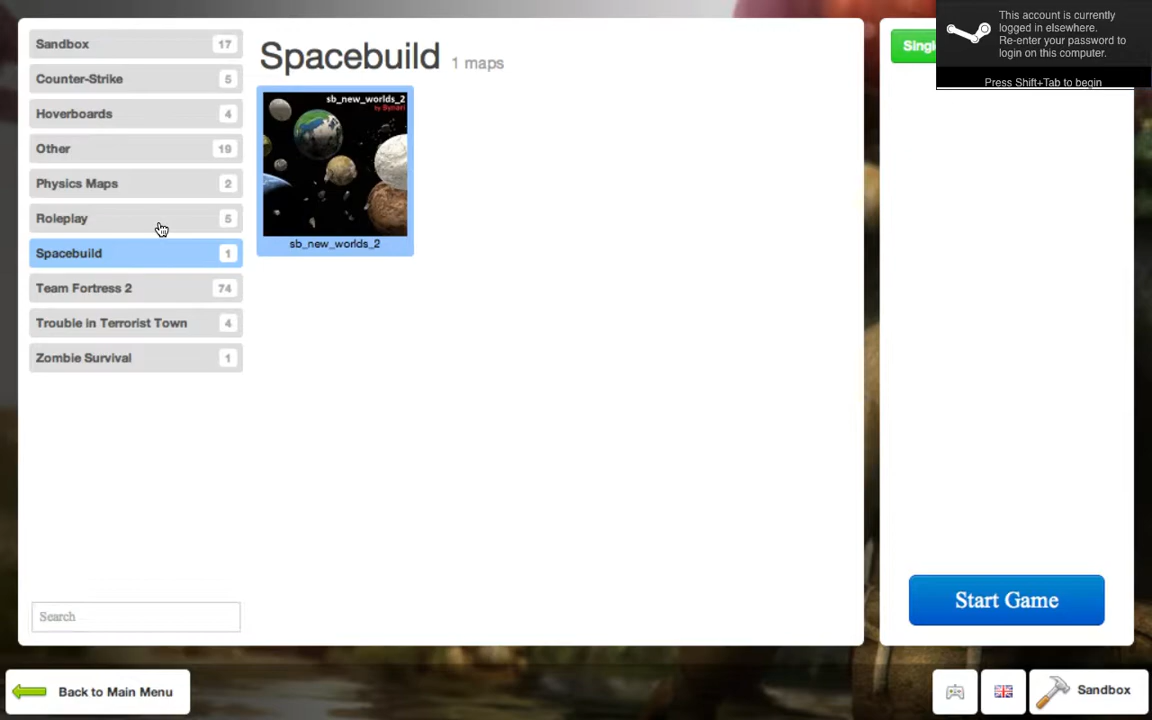 Sandbox 17
Counter-Strike 5
Hoverboards 4
Other 19
Physics Maps 2
Roleplay 5
Spacebuild 1
Team Fortress 2 74
Trouble in Terrorist Town 4
Zombie Survival 1
Search
Spacebuild 1 maps
sb_new_worlds_2
sb_new_worlds_2
This account is currently
logged in elsewhere.
Re-enter your password to
login on this computer.
Press Shift+Tab to begin
Start Game
Back to Main Menu
Sandbox